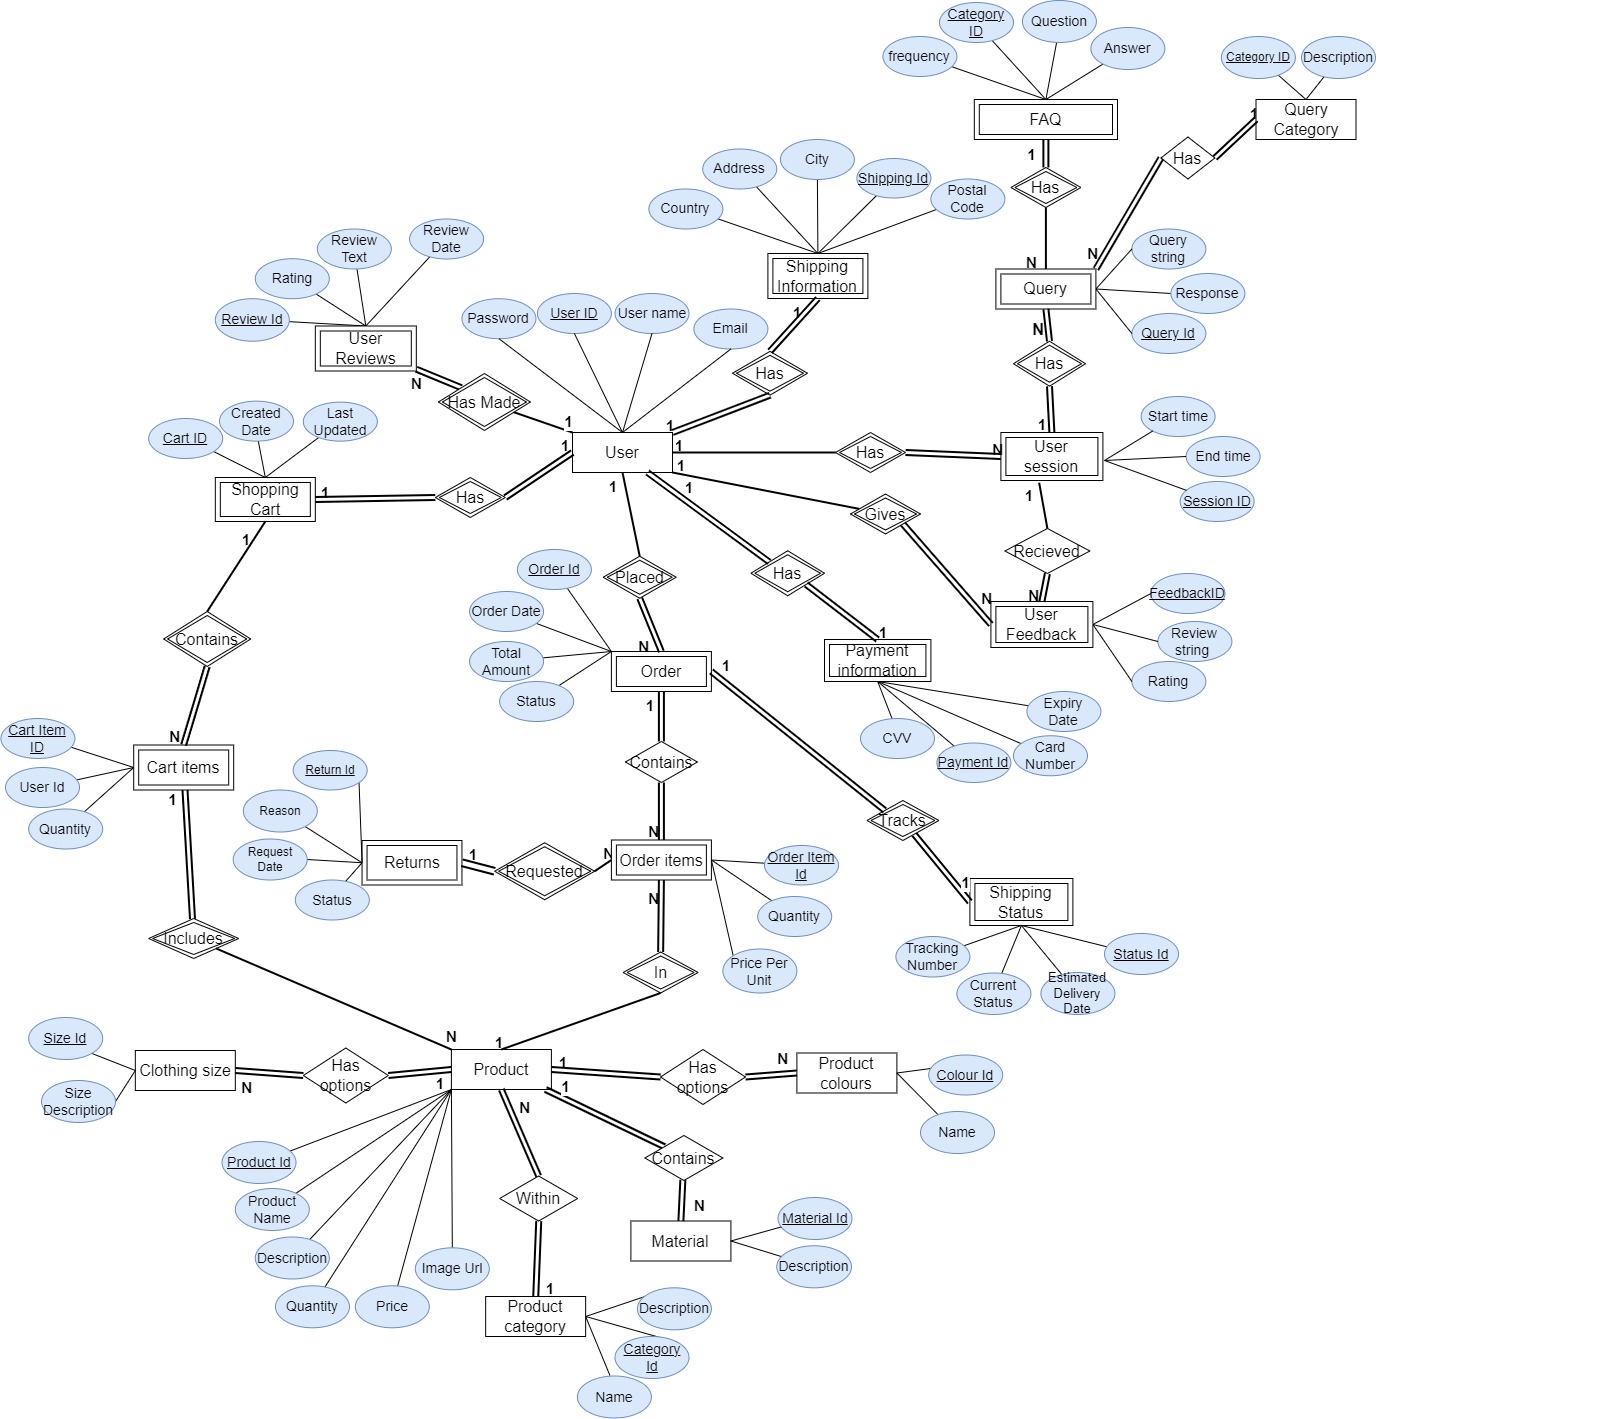 Category
ID
Question
frequency
Answer
Category ID
Description
FAQ
Query
Category
1
1
Has
Has
City
Address
Shipping Id
Postal
Code
Country
Review
Date
Review
Text
Rating
Review Id
User
Reviews
N
Has Made
Shipping
Information
1
N
N
Query
string
Query
Response
Query Id
N
Has
Password
User ID
User name
Email
Has
1
1
1
1
1
1
User
Has
N
1
User
session
Start time
End time
Session ID
Cart ID
Created
Date
Last
Updated
Shopping
Cart
1
Has
1
1
1
1
Gives
Recieved
Contains
Order Id
Placed
Has
Order Date
Total
Amount
Status
N
Order
1
1
Payment
information
N
N
User
Feedback
FeedbackID
Review
string
Rating
1
Cart Item
ID
User Id
Quantity
N
Cart items
1
Return Id
Reason
Request
Date
Status
Returns
1
Requested
N
Contains
N
Order items
N
Order Item
Id
Quantity
Price Per
Unit
CVV
Payment Id
Card
Number
Expiry
Date
Tracks
1
Shipping
Status
Tracking
Number
Current
Status
Estimated
Delivery
Date
Status Id
Includes
In
Size Id
Clothing size
Size
Description
N
Has
options
N
1
Product
1
1
1
N
Has
options
N
Product
colours
Colour Id
Name
Product Id
Product
Name
Description
Quantity
Price
Image Url
Within
Contains
N
Material
Material Id
Description
1
Product
category
Description
Category
Id
Name